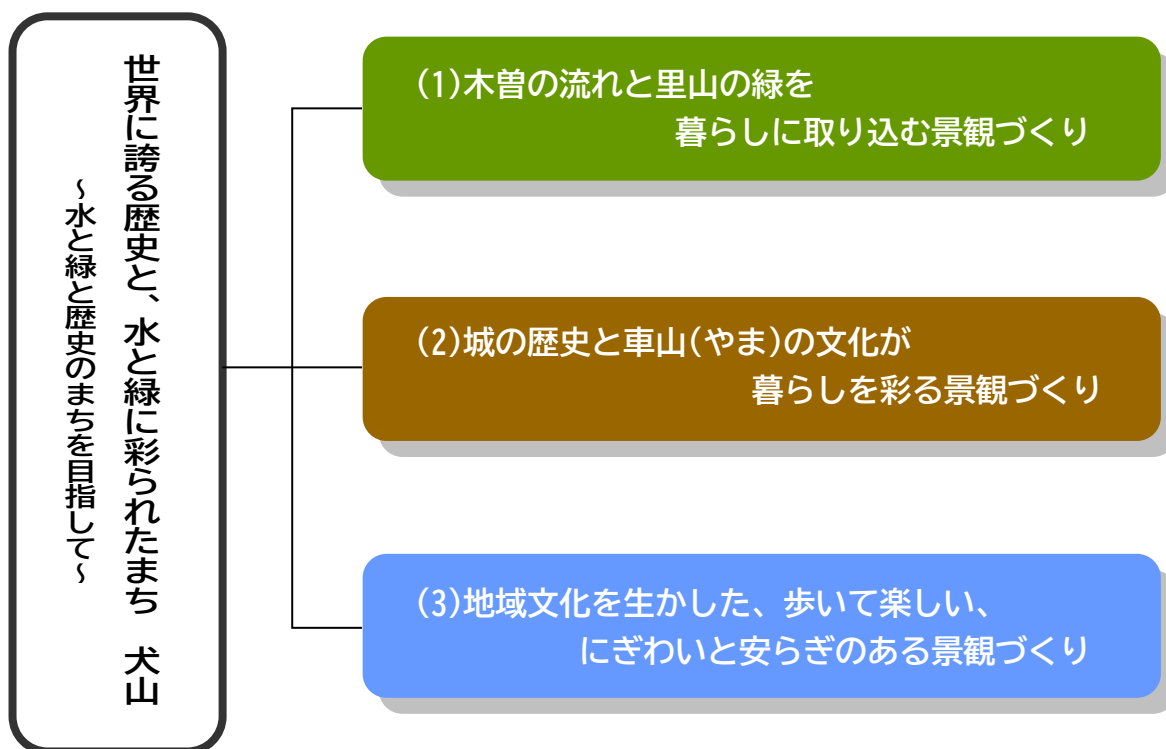 世界に誇る歴史と、水と緑に彩られたまち　犬山
~水と緑と歴史のまちを目指して~
(1)木曽の流れと里山の緑を
暮らしに取り込む景観づくり
(2)城の歴史と車山(やま)の文化が
暮らしを彩る景観づくり
(3)地域文化を生かした、歩いて楽しい、
にぎわいと安らぎのある景観づくり